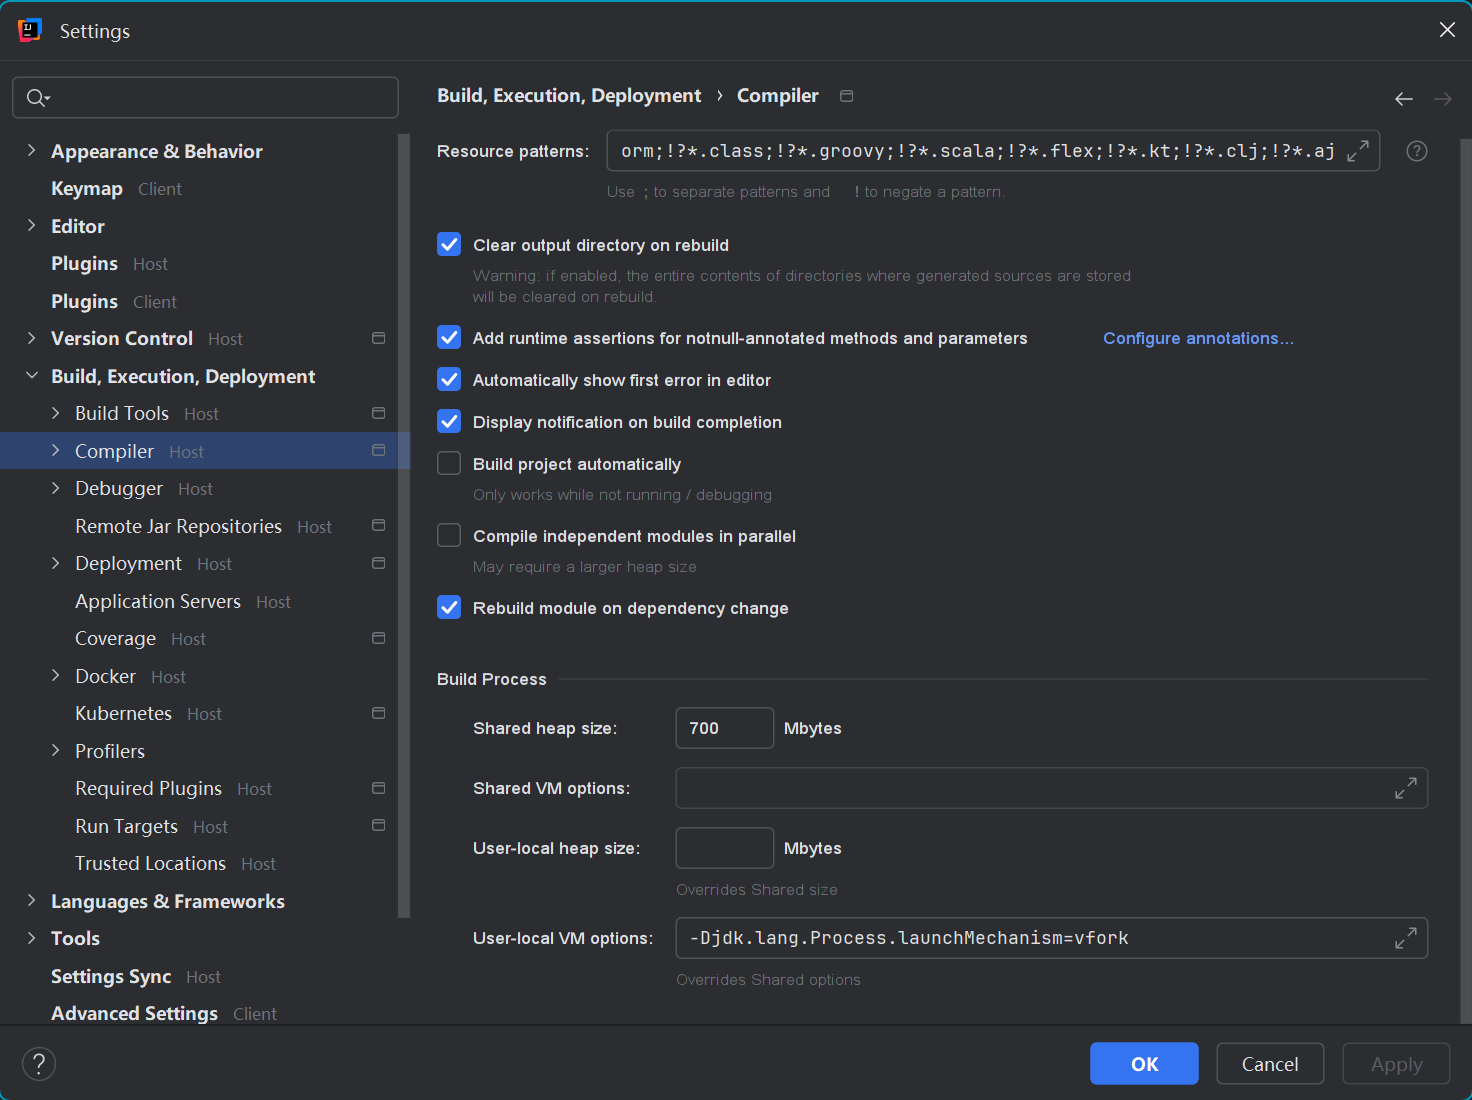 Settings
Appearance & Behavior
Keymap Client
Editor
Plugins Host
Plugins Client
Version Control Host
Build, Execution, Deployment
Build Tools Host
Compiler Host
Debugger Host
Remote Jar Repositories Host
Deployment Host
Application Servers Host
Coverage Host
Docker Host
Kubernetes Host
Profilers
Required Plugins Host
Run Targets Host
Trusted Locations Host
Languages & Frameworks
Tools
Settings Sync Host
Advanced Settings Client
Build, Execution, Deployment › Compiler
Resource patterns: orm;!?*.class;!?*.groovy;!?*.scala;!?*.flex;!?*.kt;!?*.clj;!?*.aj
Use ; to separate patterns and ! to negate a pattern.
Clear output directory on rebuild
Warning: if enabled, the entire contents of directories where generated sources are stored
will be cleared on rebuild.
Add runtime assertions for notnull-annotated methods and parameters Configure annotations...
Automatically show first error in editor
Display notification on build completion
Build project automatically
Only works while not running / debugging
Compile independent modules in parallel
May require a larger heap size
Rebuild module on dependency change
Build Process
Shared heap size: 700 Mbytes
Shared VM options:
User-local heap size: Mbytes
Overrides Shared size
User-local VM options: -Djdk.lang.Process.launchMechanism=vfork
Overrides Shared options
? OK Cancel Apply